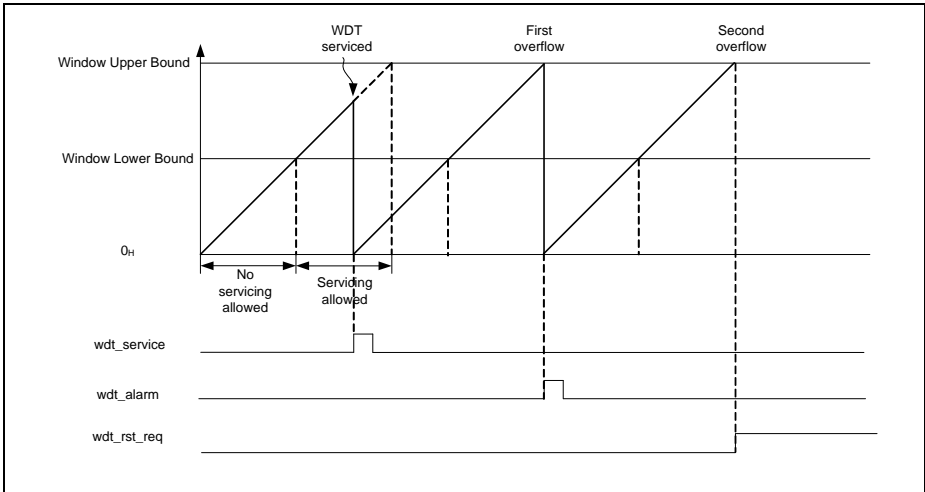 WDT
serviced
First
overflow
Second
overflow
Window Upper Bound
Window Lower Bound
0H
No
servicing
allowed
Servicing
allowed
wdt_service
wdt_alarm
wdt_rst_req